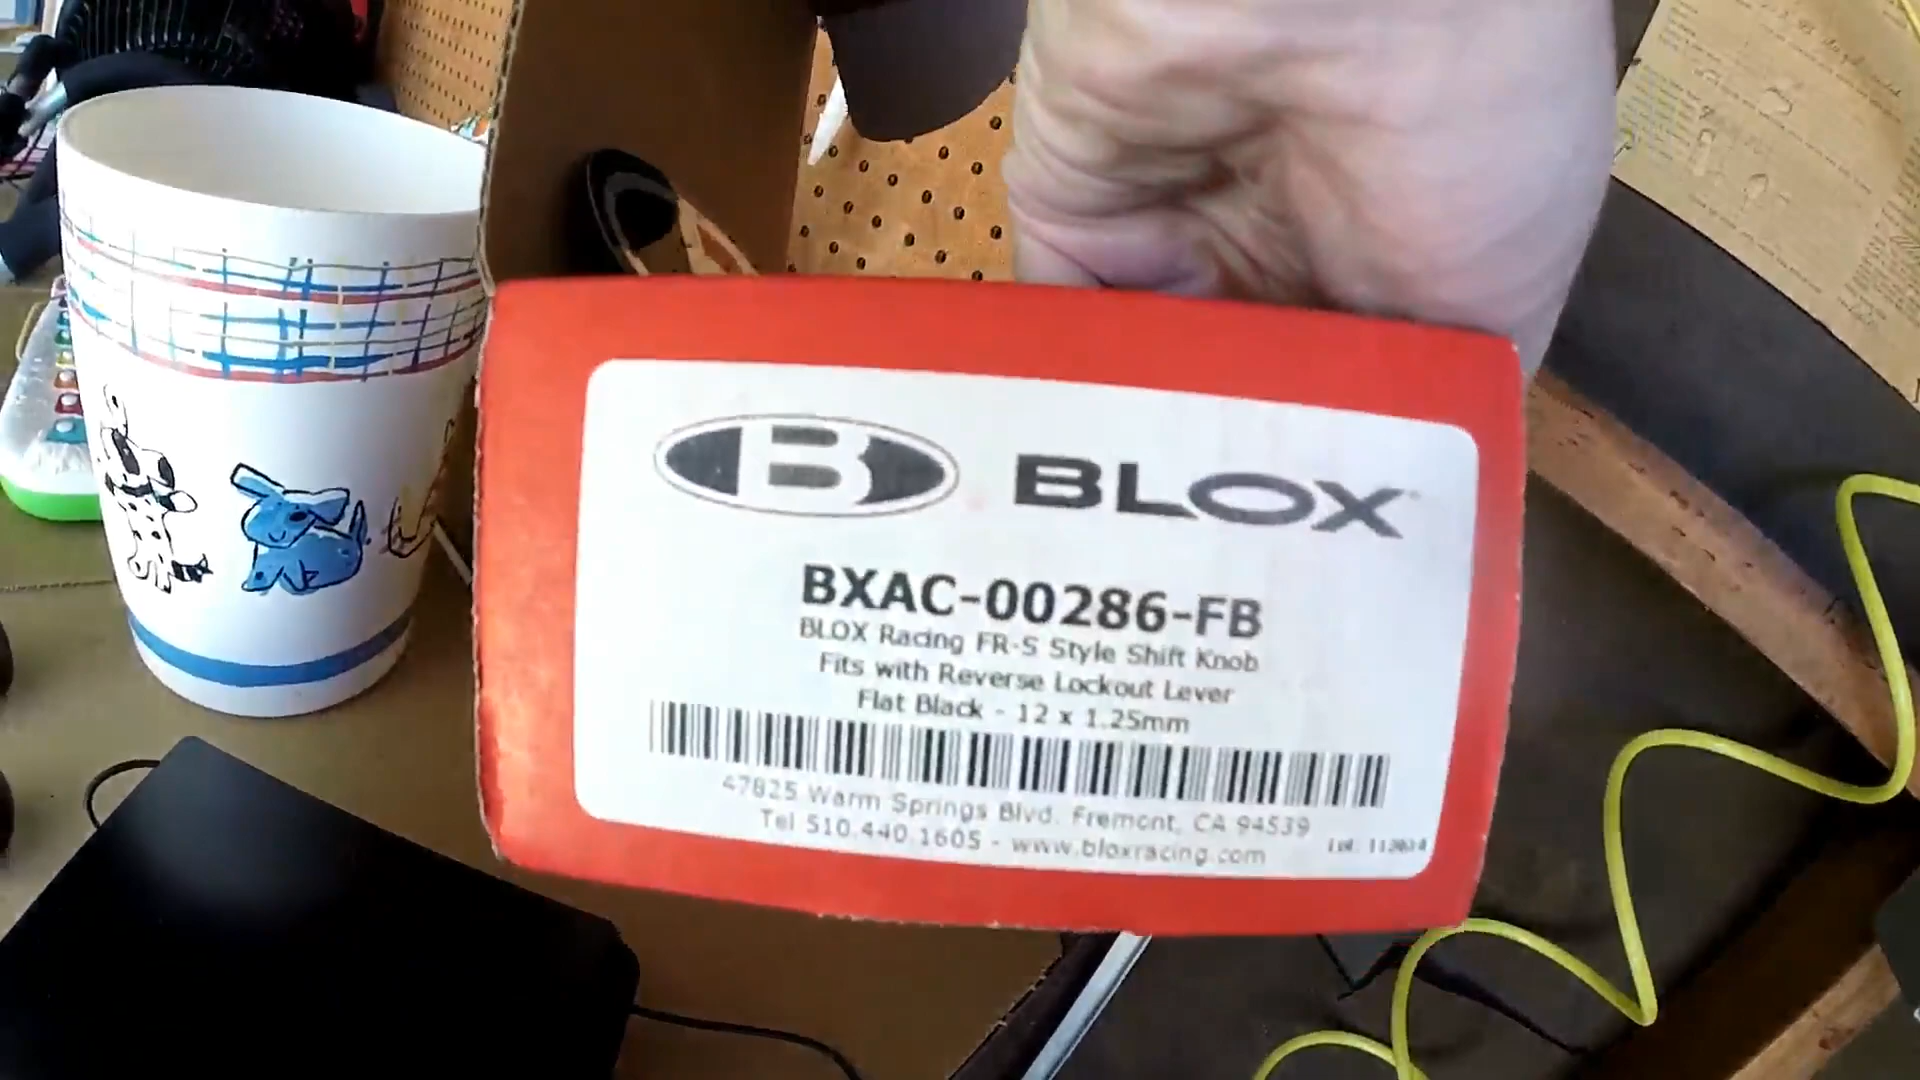 B BLOX
BXAC-00286-FB
BLOX Racing FR-S Style Shift Knob
Fits with Reverse Lockout Lever
Flat Black - 12 x 1.25mm
47825 Warm Springs Blvd. Fremont, CA 94539
Tel 510.440.1605 - www.bloxracing.com